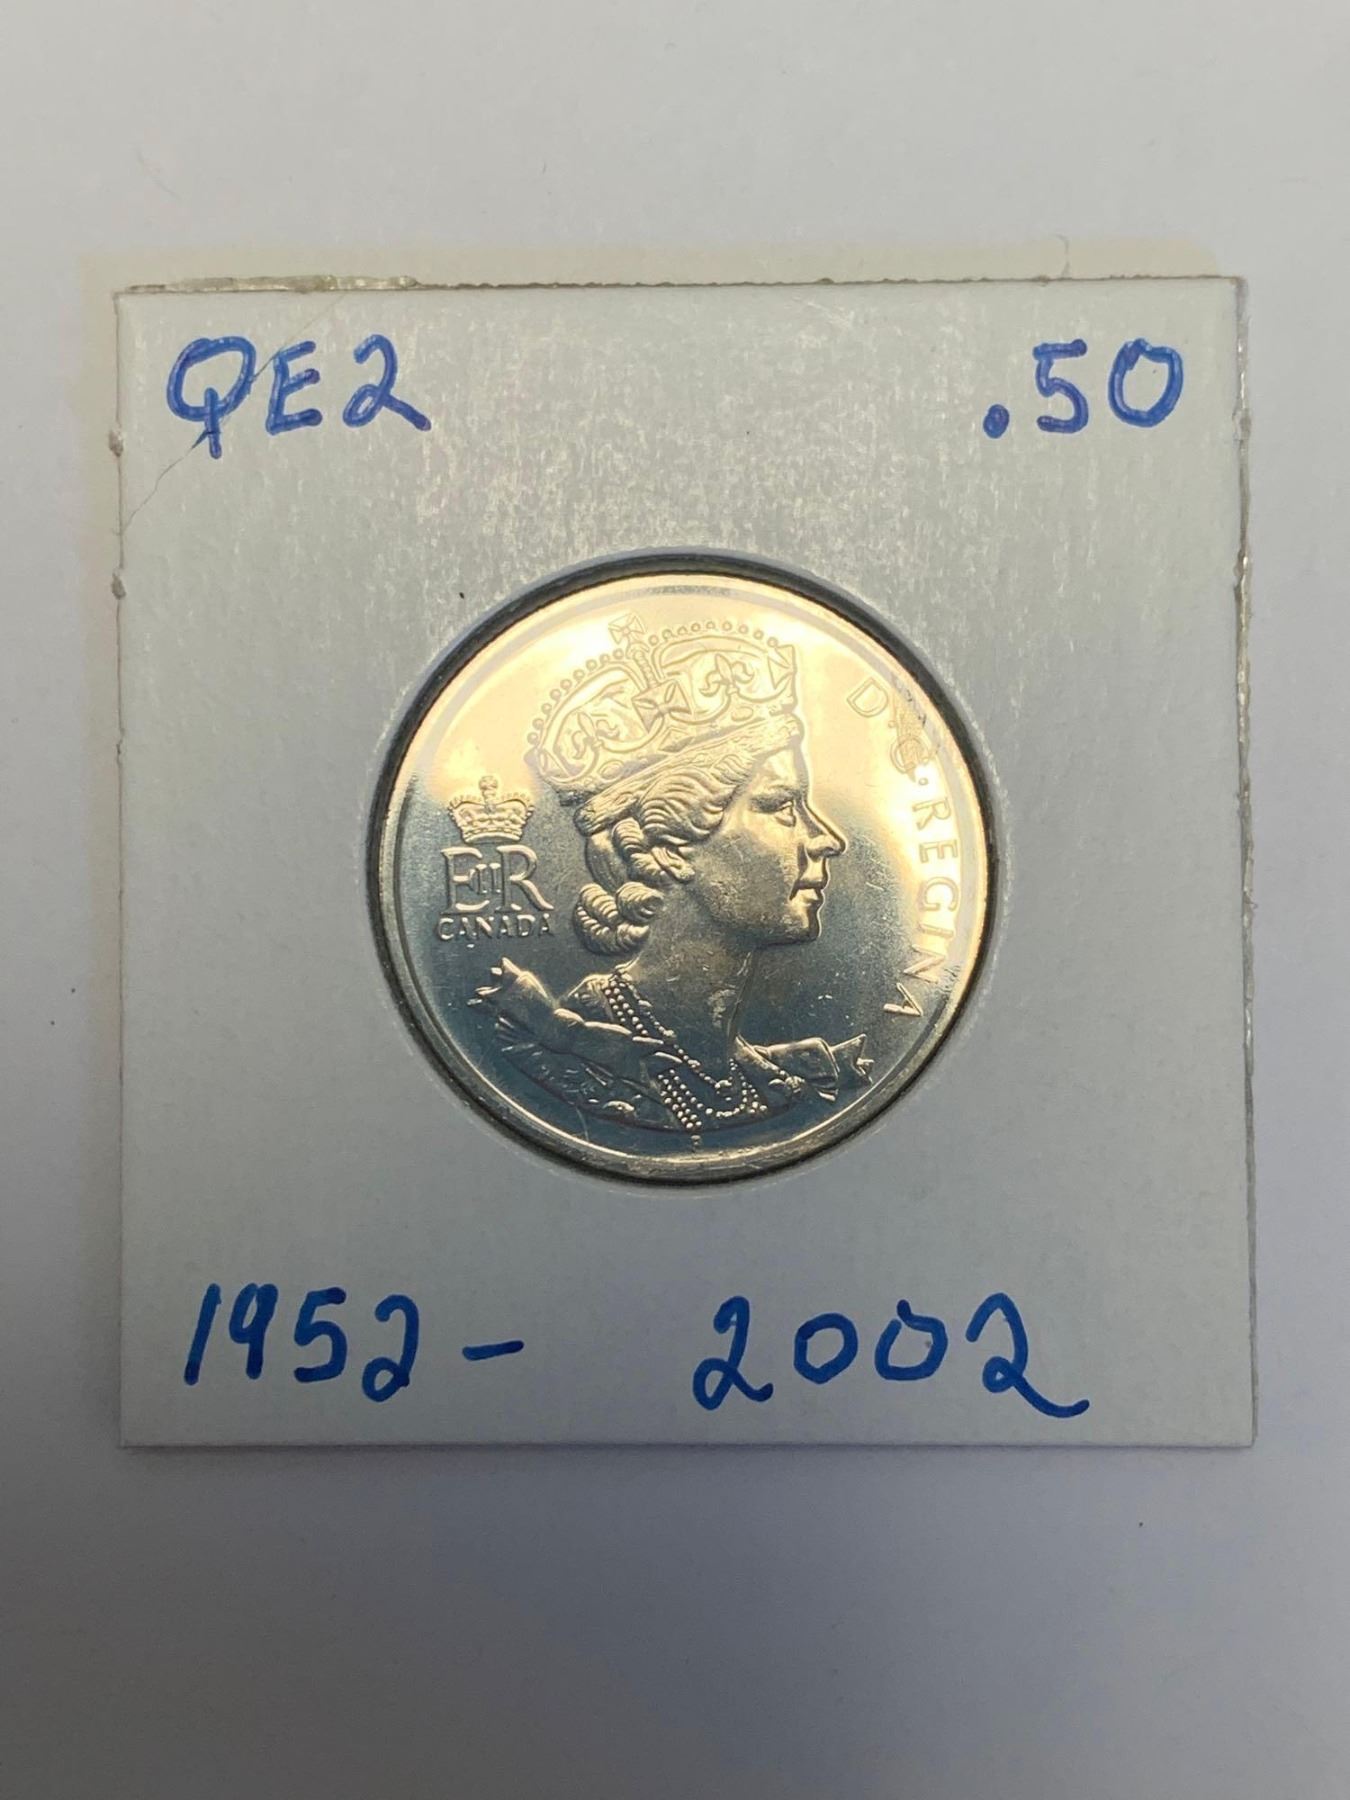 QE2 .50
EIIR
CANADA
D.G. REGINA
P
1952- 2002